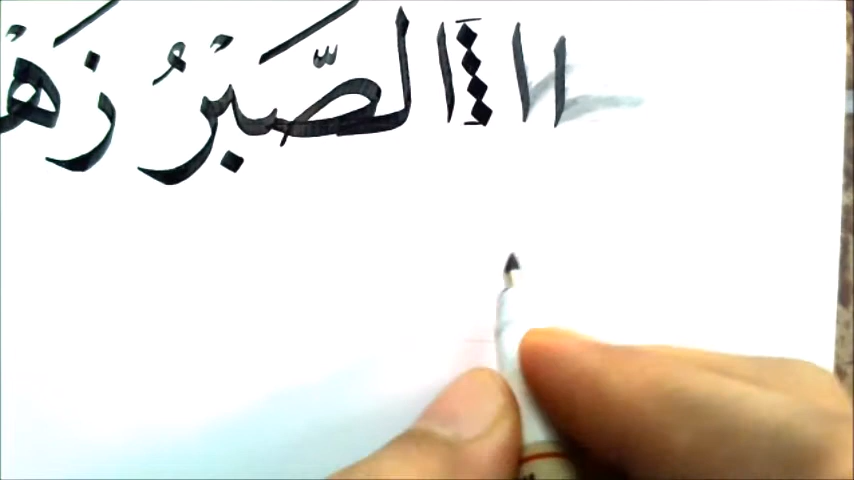 ا ا الصَّبْرُ زَهْ